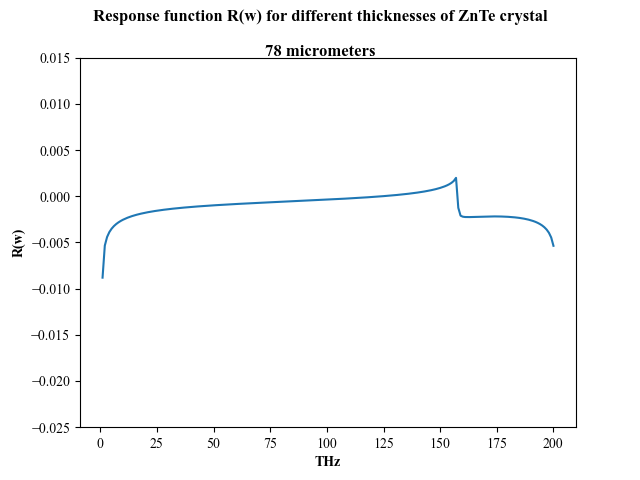 Response function R(w) for different thicknesses of ZnTe crystal
78 micrometers
0.015
0.010
0.005
0.000
−0.005
−0.010
−0.015
−0.020
−0.025
R(w)
0 25 50 75 100 125 150 175 200
THz